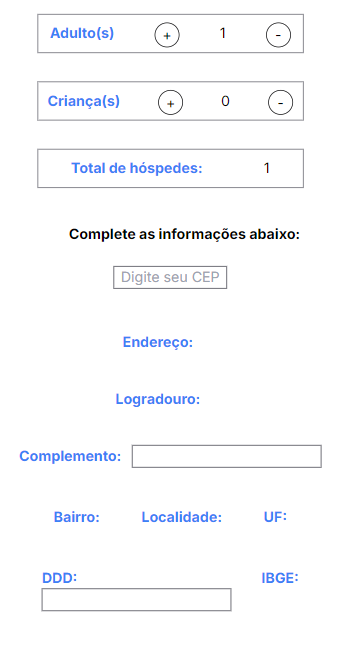 Adulto(s) + 1 -
Criança(s) + 0 -
Total de hóspedes: 1
Complete as informações abaixo:
Digite seu CEP
Endereço:
Logradouro:
Complemento:
Bairro: Localidade: UF:
DDD: IBGE: